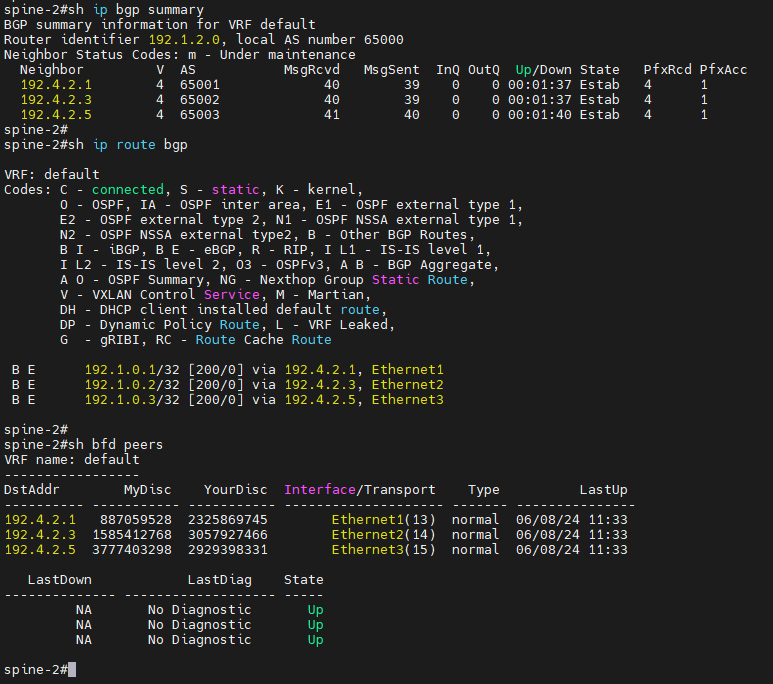 spine-2#sh ip bgp summary
BGP summary information for VRF default
Router identifier 192.1.2.0, local AS number 65000
Neighbor Status Codes: m - Under maintenance
  Neighbor         V  AS           MsgRcvd   MsgSent  InQ OutQ  Up/Down State   PfxRcd PfxAcc
  192.4.2.1        4  65001             40        39    0    0 00:01:37 Estab   4      1
  192.4.2.3        4  65002             40        39    0    0 00:01:37 Estab   4      1
  192.4.2.5        4  65003             41        40    0    0 00:01:40 Estab   4      1
spine-2#
spine-2#sh ip route bgp
VRF: default
Codes: C - connected, S - static, K - kernel,
       O - OSPF, IA - OSPF inter area, E1 - OSPF external type 1,
       E2 - OSPF external type 2, N1 - OSPF NSSA external type 1,
       N2 - OSPF NSSA external type2, B - Other BGP Routes,
       B I - iBGP, B E - eBGP, R - RIP, I L1 - IS-IS level 1,
       I L2 - IS-IS level 2, O3 - OSPFv3, A B - BGP Aggregate,
       A O - OSPF Summary, NG - Nexthop Group Static Route,
       V - VXLAN Control Service, M - Martian,
       DH - DHCP client installed default route,
       DP - Dynamic Policy Route, L - VRF Leaked,
       G  - gRIBI, RC - Route Cache Route
 B E      192.1.0.1/32 [200/0] via 192.4.2.1, Ethernet1
 B E      192.1.0.2/32 [200/0] via 192.4.2.3, Ethernet2
 B E      192.1.0.3/32 [200/0] via 192.4.2.5, Ethernet3
spine-2#
spine-2#sh bfd peers
VRF name: default
-----------------
DstAddr        MyDisc    YourDisc  Interface/Transport    Type          LastUp
--------- ----------- ----------- -------------------- ------- ---------------
192.4.2.1   887059528  2325869745        Ethernet1(13)  normal  06/08/24 11:33
192.4.2.3  1585412768  3057927466        Ethernet2(14)  normal  06/08/24 11:33
192.4.2.5  3777403298  2929398331        Ethernet3(15)  normal  06/08/24 11:33
   LastDown            LastDiag    State
-------------- ------------------- -----
         NA       No Diagnostic       Up
         NA       No Diagnostic       Up
         NA       No Diagnostic       Up
spine-2#